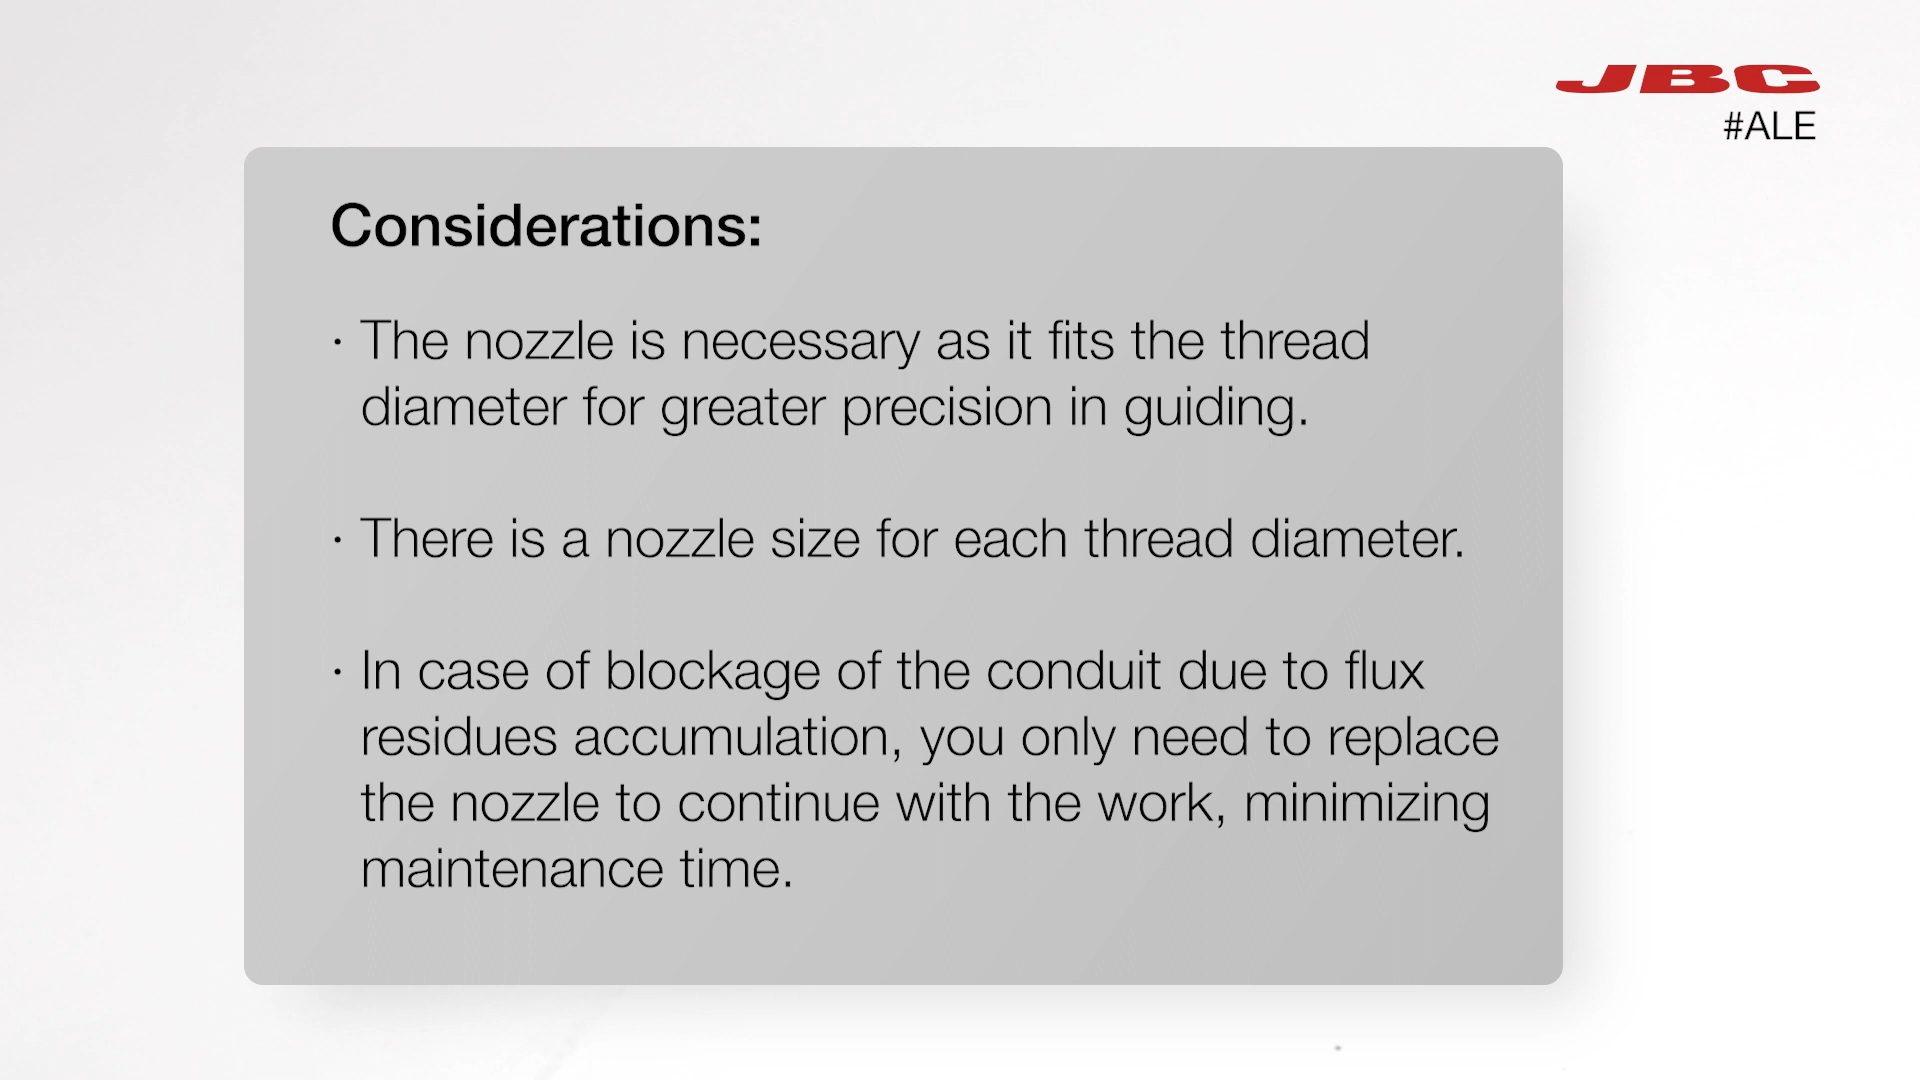 JBC
#ALE
Considerations:
· The nozzle is necessary as it fits the thread
diameter for greater precision in guiding.
· There is a nozzle size for each thread diameter.
· In case of blockage of the conduit due to flux
residues accumulation, you only need to replace
the nozzle to continue with the work, minimizing
maintenance time.